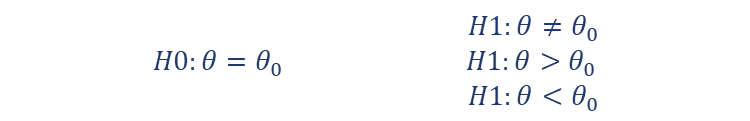 H1: θ ≠ θ₀
H0: θ = θ₀
H1: θ > θ₀
H1: θ < θ₀